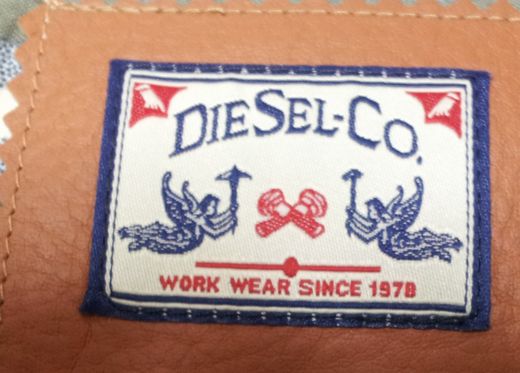 DIESEL-CO.
WORK WEAR SINCE 1978